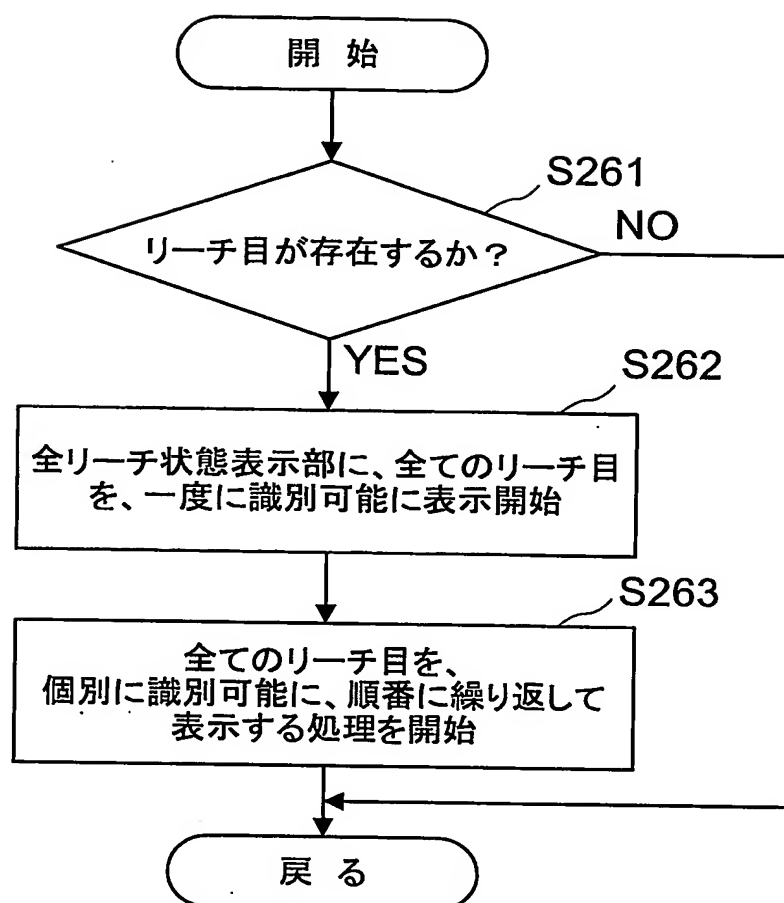 開 始
S261
リーチ目が存在するか?
NO
YES
S262
全リーチ状態表示部に、全てのリーチ目
を、一度に識別可能に表示開始
S263
全てのリーチ目を、
個別に識別可能に、順番に繰り返して
表示する処理を開始
戻 る